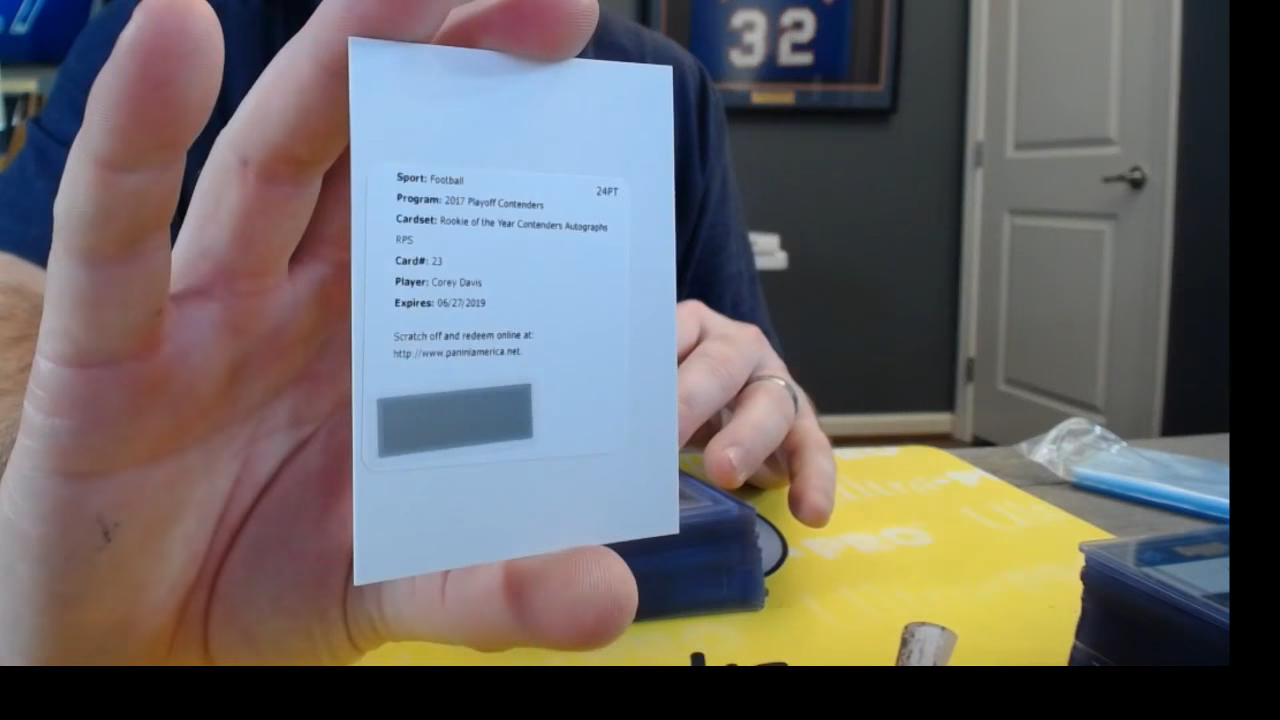 32
Sport: Football
24PT
Program: 2017 Playoff Contenders
Cardset: Rookie of the Year Contenders Autographs
RPS
Card#: 23
Player: Corey Davis
Expires: 06/27/2019
Scratch off and redeem online at:
http://www.paniniamerica.net.
PRO